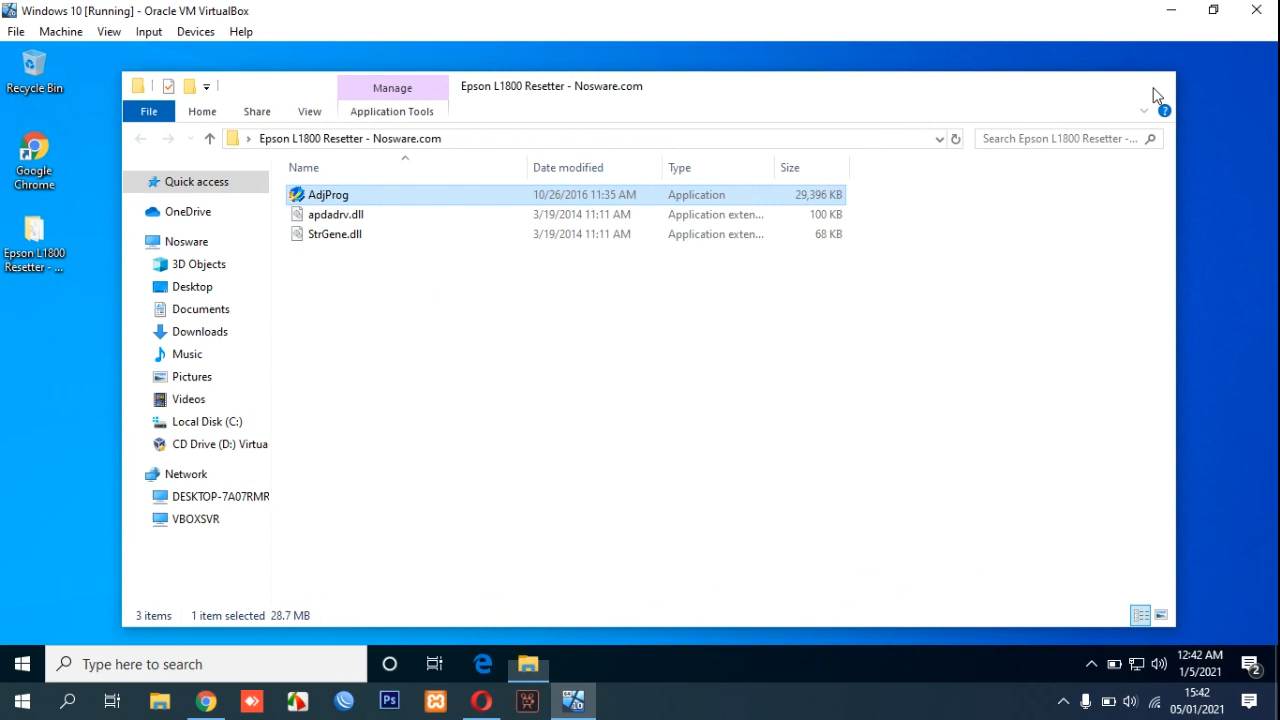 Windows 10 [Running] - Oracle VM VirtualBox
File Machine View Input Devices Help
Recycle Bin
Google Chrome
Epson L1800 Resetter - ...
Manage
Epson L1800 Resetter - Nosware.com
File Home Share View Application Tools
Epson L1800 Resetter - Nosware.com
Search Epson L1800 Resetter -...
Name Date modified Type Size
AdjProg 10/26/2016 11:35 AM Application 29,396 KB
apdadrv.dll 3/19/2014 11:11 AM Application exten... 100 KB
StrGene.dll 3/19/2014 11:11 AM Application exten... 68 KB
Quick access
OneDrive
Nosware
3D Objects
Desktop
Documents
Downloads
Music
Pictures
Videos
Local Disk (C:)
CD Drive (D:) Virtua
Network
DESKTOP-7A07RMR
VBOXSVR
3 items 1 item selected 28.7 MB
Type here to search
12:42 AM
1/5/2021
2
Ps
15:42
05/01/2021